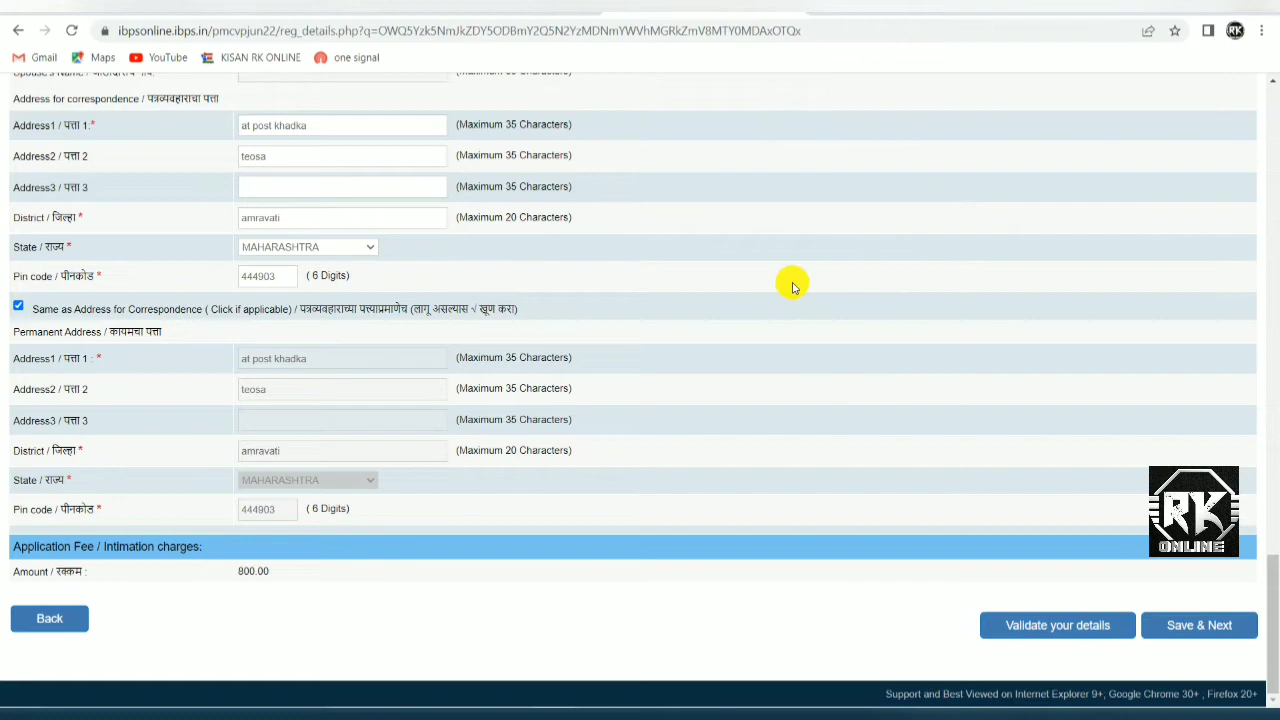 ibpsonline.ibps.in/pmcvpjun22/reg_details.php?q=OWQ5Yzk5NmJkZDY5ODBmY2Q5N2YzMDNmYWVhMGRkZmV8MTY0MDAxOTQx
Gmail Maps YouTube KISAN RK ONLINE one signal
Address for correspondence / पत्रव्यवहाराचा पत्ता
Address1 / पत्ता 1:* at post khadka (Maximum 35 Characters)
Address2 / पत्ता 2 teosa (Maximum 35 Characters)
Address3 / पत्ता 3 (Maximum 35 Characters)
District / जिल्हा * amravati (Maximum 20 Characters)
State / राज्य * MAHARASHTRA
Pin code / पीनकोड * 444903 ( 6 Digits)
Same as Address for Correspondence ( Click if applicable) / पत्रव्यवहाराच्या पत्त्याप्रमाणेच (लागू असल्यास √ खूण करा)
Permanent Address / कायमचा पत्ता
Address1 / पत्ता 1 : * at post khadka (Maximum 35 Characters)
Address2 / पत्ता 2 teosa (Maximum 35 Characters)
Address3 / पत्ता 3 (Maximum 35 Characters)
District / जिल्हा * amravati (Maximum 20 Characters)
State / राज्य * MAHARASHTRA
Pin code / पीनकोड * 444903 ( 6 Digits)
RK
ONLINE
Application Fee / Intimation charges:
Amount / रक्कम : 800.00
Back Validate your details Save & Next
Support and Best Viewed on Internet Explorer 9+, Google Chrome 30+ , Firefox 20+